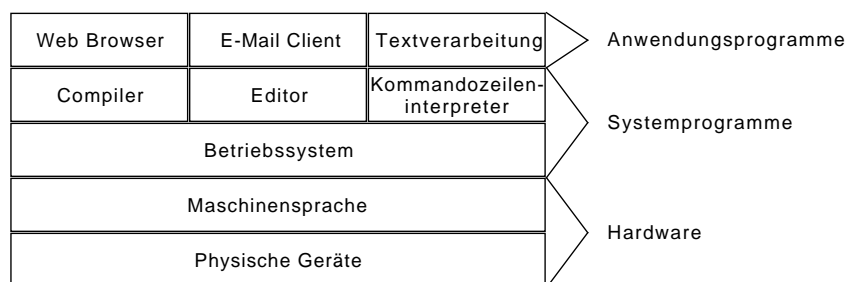 Web Browser
E-Mail Client
Textverarbeitung
Anwendungsprogramme
Compiler
Editor
Kommandozeilen-
interpreter
Systemprogramme
Betriebssystem
Maschinensprache
Hardware
Physische Geräte